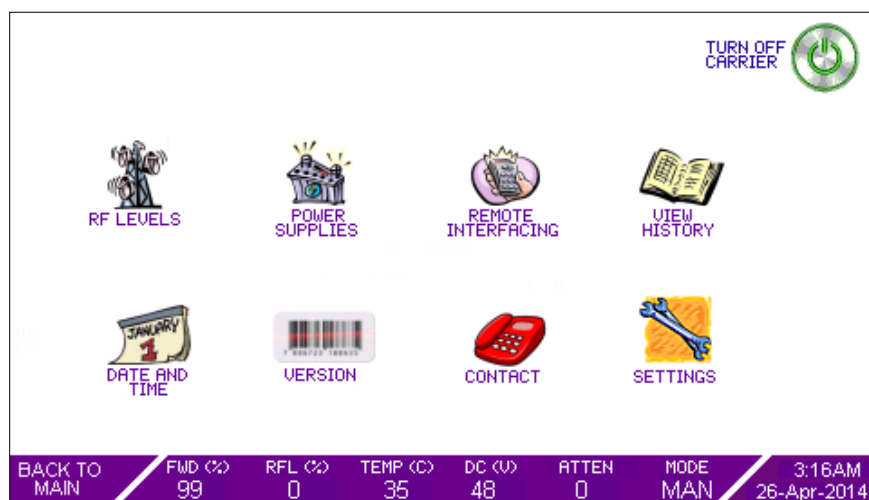 TURN OFF
CARRIER
RF LEVELS
POWER
SUPPLIES
REMOTE
INTERFACING
VIEW
HISTORY
JANUARY
1
DATE AND
TIME
VERSION
CONTACT
SETTINGS
BACK TO
MAIN
FWD (%)
99
RFL (%)
0
TEMP (C)
35
DC (V)
48
ATTEN
0
MODE
MAN
3:16AM
26-Apr-2014